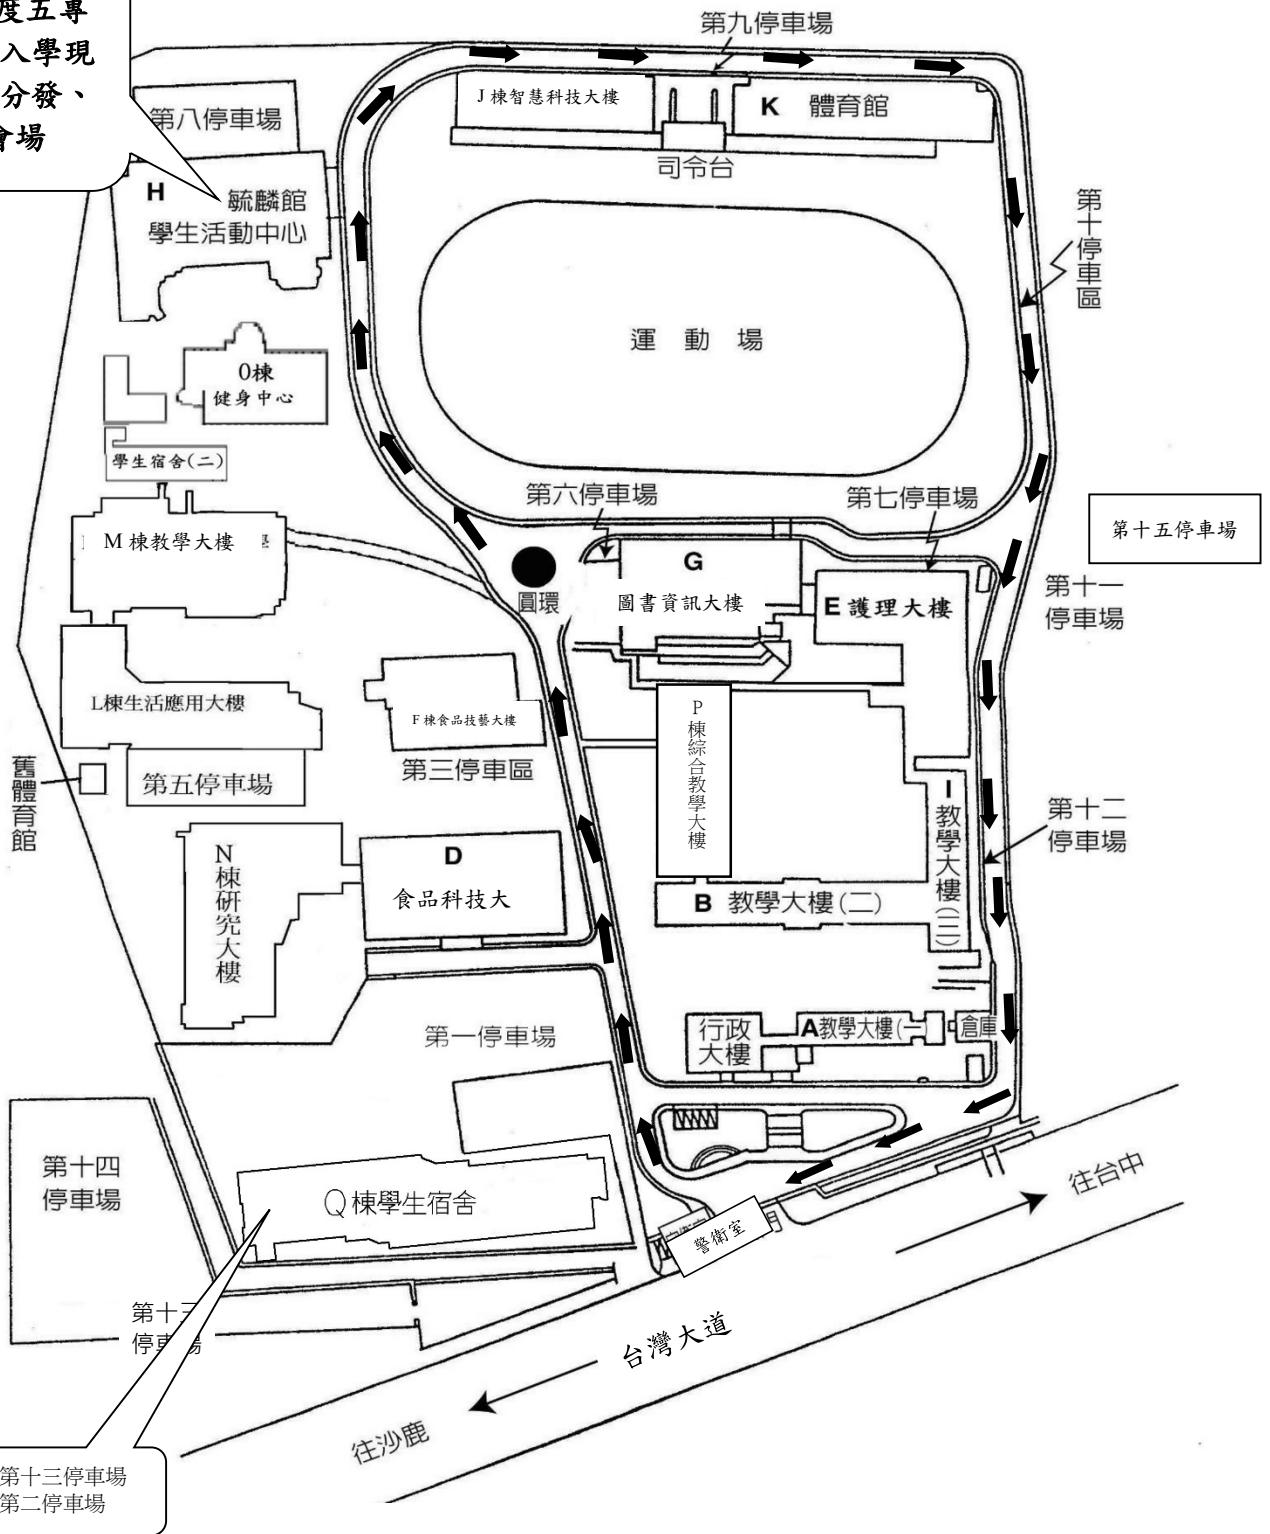 度五專
入學現
分發、
會場
第九停車場
第八停車場
J棟智慧科技大樓
K 體育館
司令台
H 毓麟館
學生活動中心
第十停車區
運 動 場
O棟
健身中心
學生宿舍(二)
第六停車場
第七停車場
第十五停車場
M棟教學大樓
G
圖書資訊大樓
圓環
E護理大樓
第十一
停車場
L棟生活應用大樓
F棟食品技藝大樓
P棟綜合教學大樓
第三停車區
舊體育館
第五停車場
I教學大樓(三)
第十二
停車場
N棟研究大樓
D
食品科技大
B 教學大樓(二)
第一停車場
行政
大樓
A教學大樓(一
倉庫
第十四
停車場
Q棟學生宿舍
往台中
警衛室
第十三
停車場
台灣大道
往沙鹿
第十三停車場
第二停車場